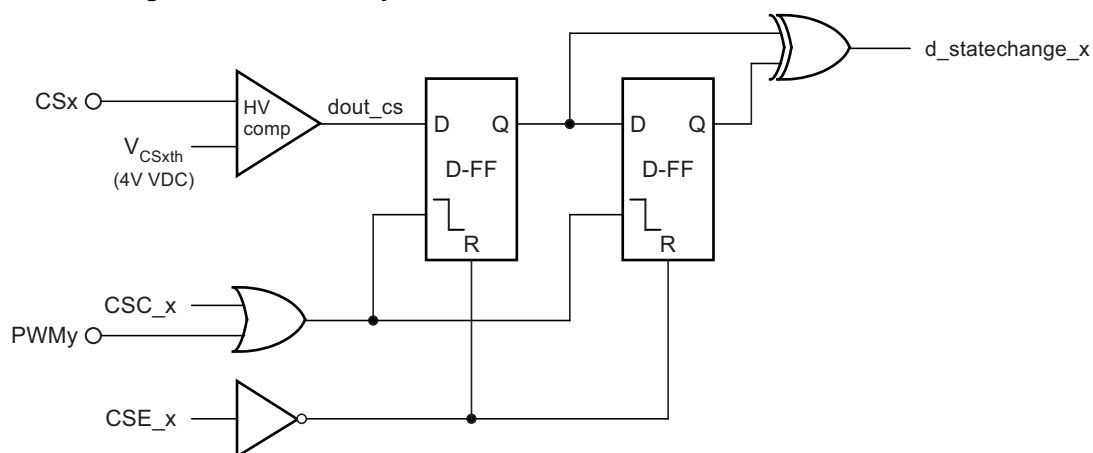 d_statechange_x
CSx
HV
comp
dout_cs
V
CSxth
(4V VDC)
D
Q
D-FF
R
D
Q
D-FF
R
CSC_x
PWMy
CSE_x